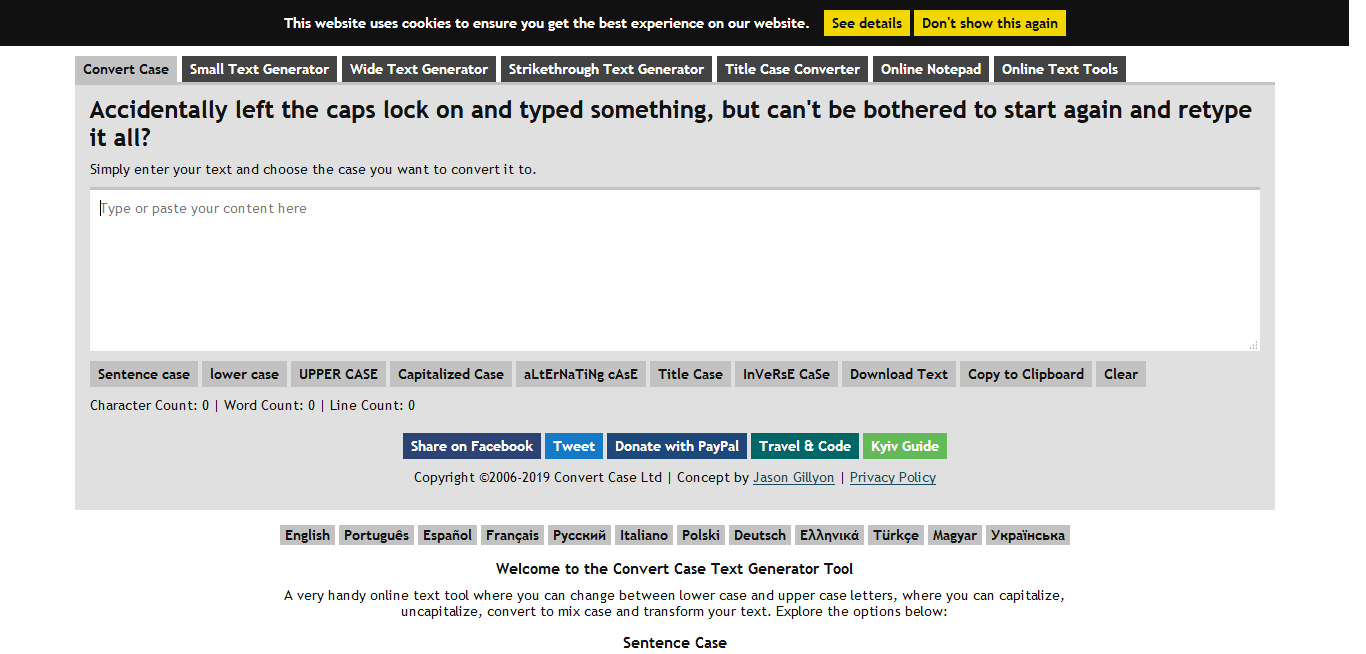 This website uses cookies to ensure you get the best experience on our website. See details Don't show this again
Convert Case Small Text Generator Wide Text Generator Strikethrough Text Generator Title Case Converter Online Notepad Online Text Tools
Accidentally left the caps lock on and typed something, but can't be bothered to start again and retype
it all?
Simply enter your text and choose the case you want to convert it to.
Type or paste your content here
Sentence case lower case UPPER CASE Capitalized Case aLtErNaTiNg cAsE Title Case InVeRsE CaSe Download Text Copy to Clipboard Clear
Character Count: 0 | Word Count: 0 | Line Count: 0
Share on Facebook Tweet Donate with PayPal Travel & Code Kyiv Guide
Copyright ©2006-2019 Convert Case Ltd | Concept by Jason Gillyon | Privacy Policy
English Português Español Français Русский Italiano Polski Deutsch Ελληνικά Türkçe Magyar Українська
Welcome to the Convert Case Text Generator Tool
A very handy online text tool where you can change between lower case and upper case letters, where you can capitalize,
uncapitalize, convert to mix case and transform your text. Explore the options below:
Sentence Case